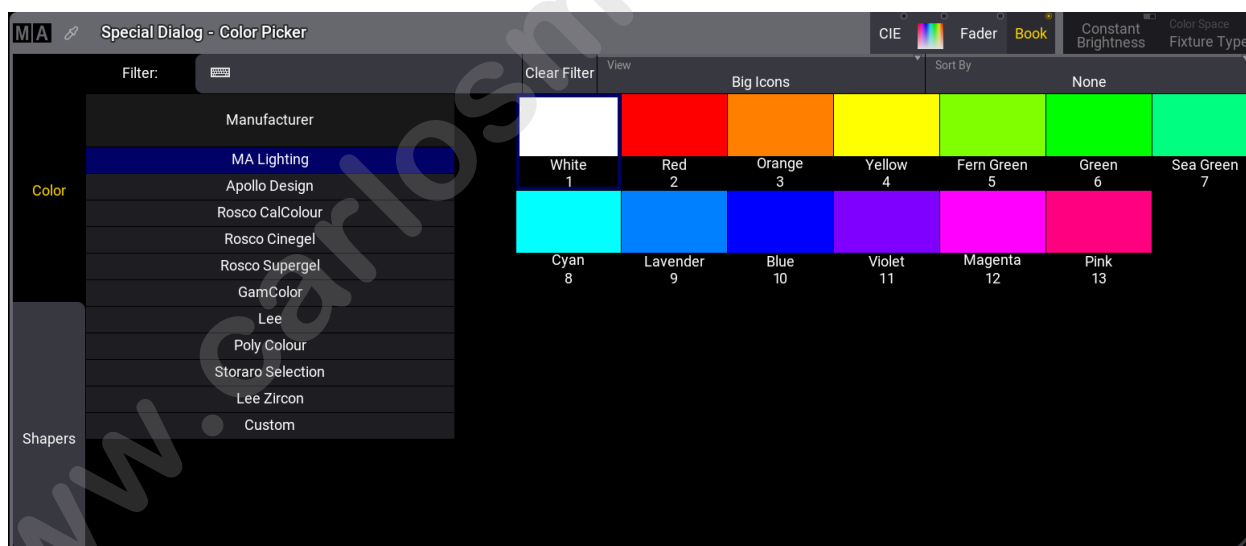 MA Special Dialog - Color Picker CIE Fader Book Constant Brightness Color Space Fixture Type
Filter: Clear Filter View Big Icons Sort By None
Manufacturer
MA Lighting
Apollo Design
Rosco CalColour
Rosco Cinegel
Rosco Supergel
GamColor
Lee
Poly Colour
Storaro Selection
Lee Zircon
Custom
Color
Shapers
White Red Orange Yellow Fern Green Green Sea Green
1 2 3 4 5 6 7
Cyan Lavender Blue Violet Magenta Pink
8 9 10 11 12 13
www.carlosm